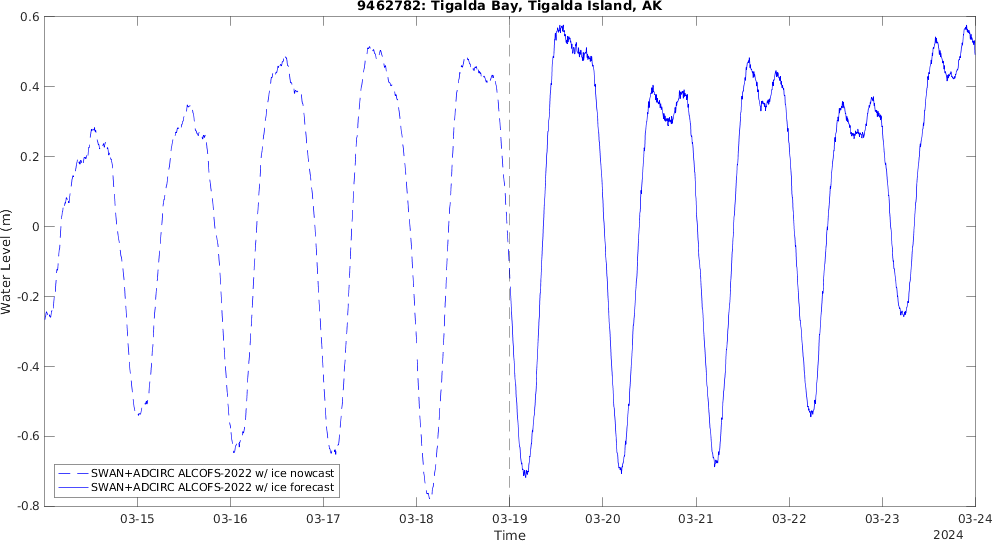 9462782: Tigalda Bay, Tigalda Island, AK
0.6
0.4
0.2
0
-0.2
-0.4
-0.6
-0.8
Water Level (m)
SWAN+ADCIRC ALCOFS-2022 w/ ice nowcast
SWAN+ADCIRC ALCOFS-2022 w/ ice forecast
03-15 03-16 03-17 03-18 03-19 03-20 03-21 03-22 03-23 03-24
Time
2024